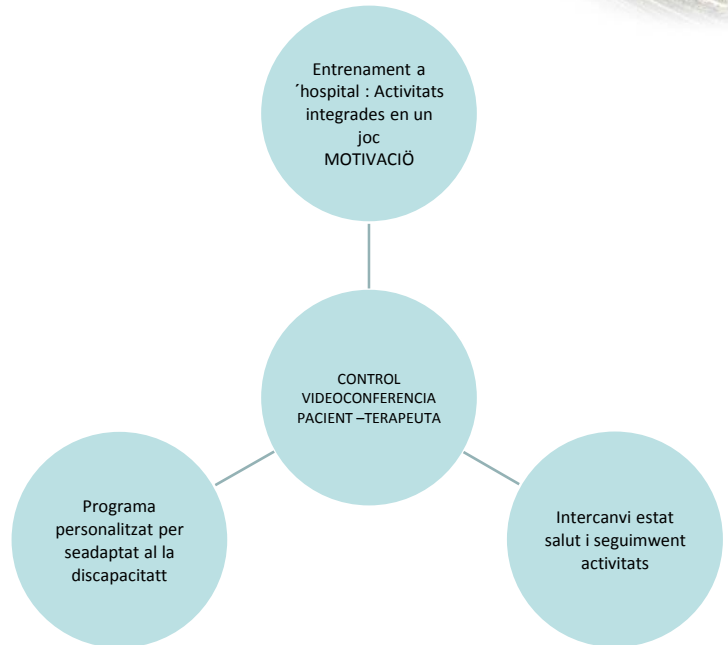 Entrenament a
´hospital : Activitats
integrades en un
joc
MOTIVACIÖ
CONTROL
VIDEOCONFERENCIA
PACIENT –TERAPEUTA
Programa
personalitzat per
seadaptat al la
discapacitatt
Intercanvi estat
salut i seguimwent
activitats